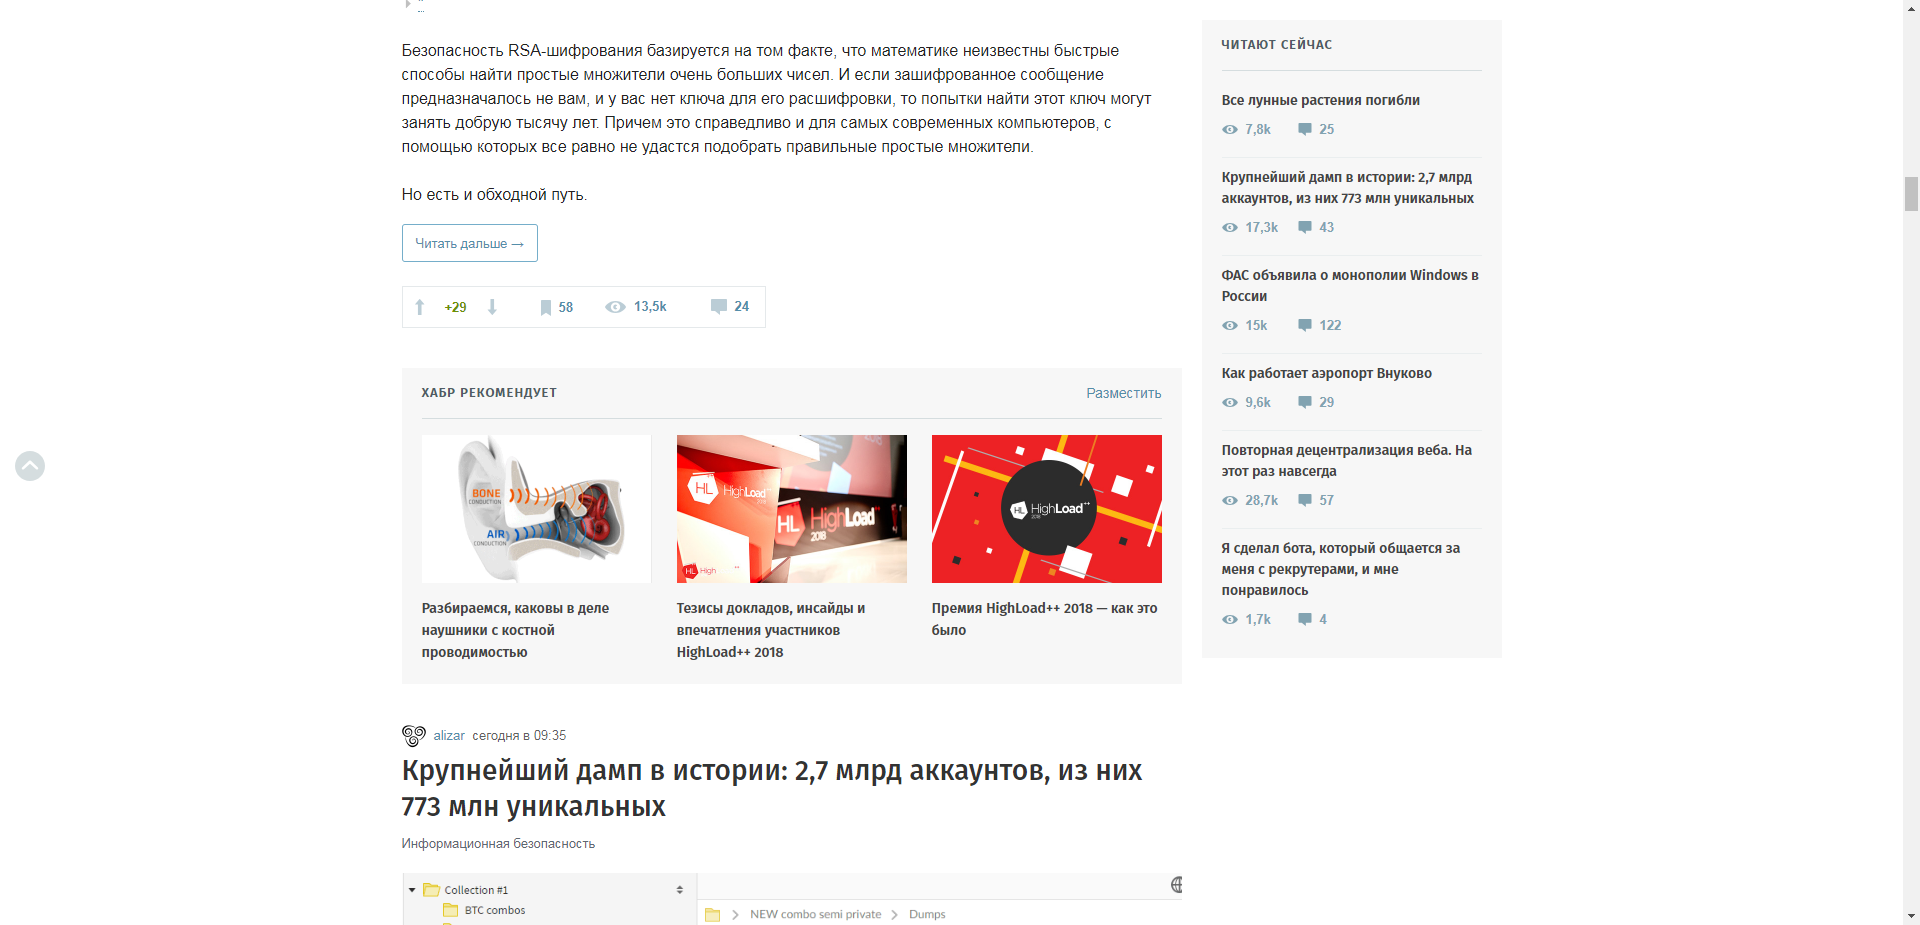 Безопасность RSA-шифрования базируется на том факте, что математике неизвестны быстрые
способы найти простые множители очень больших чисел. И если зашифрованное сообщение
предназначалось не вам, и у вас нет ключа для его расшифровки, то попытки найти этот ключ могут
занять добрую тысячу лет. Причем это справедливо и для самых современных компьютеров, с
помощью которых все равно не удастся подобрать правильные простые множители.
Но есть и обходной путь.
Читать дальше →
+29 58 13,5k 24
ХАБР РЕКОМЕНДУЕТ
Разместить
BONE
CONDUCTION
AIR
CONDUCTION
Разбираемся, каковы в деле
наушники с костной
проводимостью
HL HighLoad
HL HighLoad++
2018
HL High
Тезисы докладов, инсайды и
впечатления участников
HighLoad++ 2018
HL HighLoad++
2018
Премия HighLoad++ 2018 — как это
было
alizar сегодня в 09:35
Крупнейший дамп в истории: 2,7 млрд аккаунтов, из них
773 млн уникальных
Информационная безопасность
Collection #1
BTC combos
NEW combo semi private > Dumps
ЧИТАЮТ СЕЙЧАС
Все лунные растения погибли
7,8k 25
Крупнейший дамп в истории: 2,7 млрд
аккаунтов, из них 773 млн уникальных
17,3k 43
ФАС объявила о монополии Windows в
России
15k 122
Как работает аэропорт Внуково
9,6k 29
Повторная децентрализация веба. На
этот раз навсегда
28,7k 57
Я сделал бота, который общается за
меня с рекрутерами, и мне
понравилось
1,7k 4